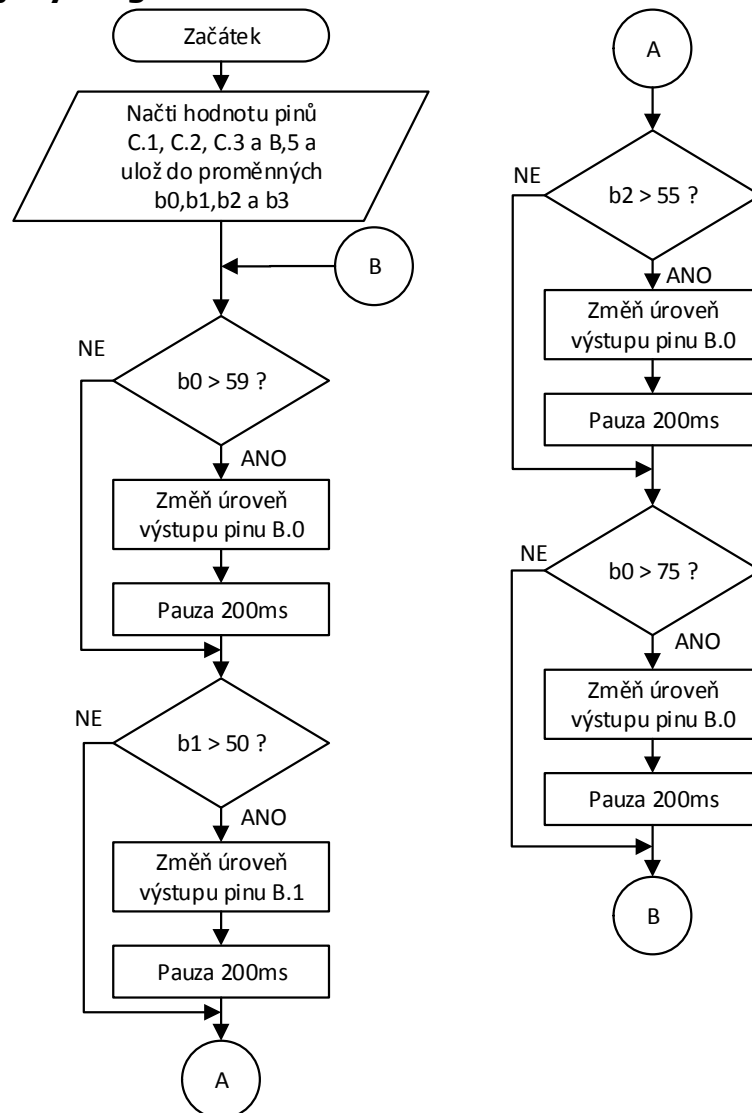 Začátek
Načti hodnotu pinů
C.1, C.2, C.3 a B,5 a
ulož do proměnných
b0,b1,b2 a b3
B
NE
b0 > 59 ?
ANO
Změň úroveň
výstupu pinu B.0
Pauza 200ms
NE
b1 > 50 ?
ANO
Změň úroveň
výstupu pinu B.1
Pauza 200ms
A
A
NE
b2 > 55 ?
ANO
Změň úroveň
výstupu pinu B.0
Pauza 200ms
NE
b0 > 75 ?
ANO
Změň úroveň
výstupu pinu B.0
Pauza 200ms
B